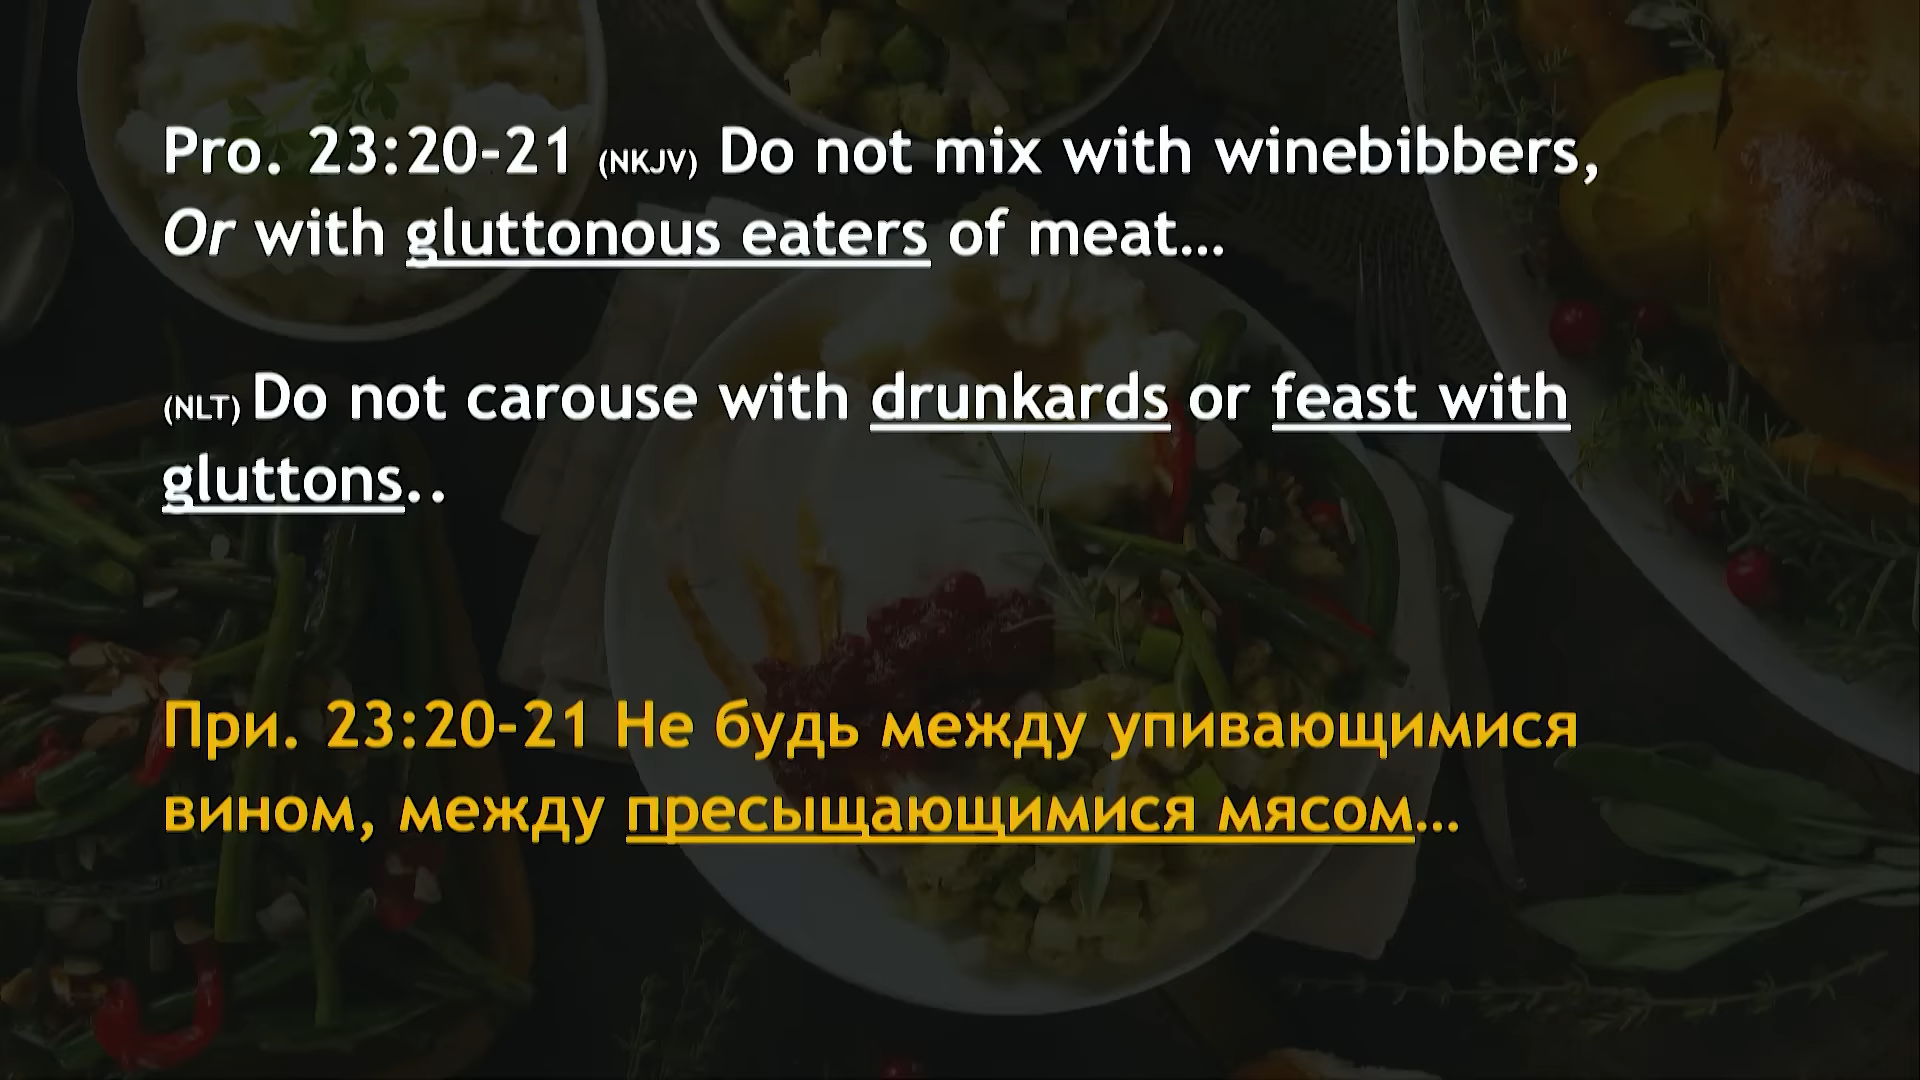 Pro. 23:20-21 (NKJV) Do not mix with winebibbers,
Or with gluttonous eaters of meat…
(NLT) Do not carouse with drunkards or feast with
gluttons..
При. 23:20-21 Не будь между упивающимися
вином, между пресыщающимися мясом…